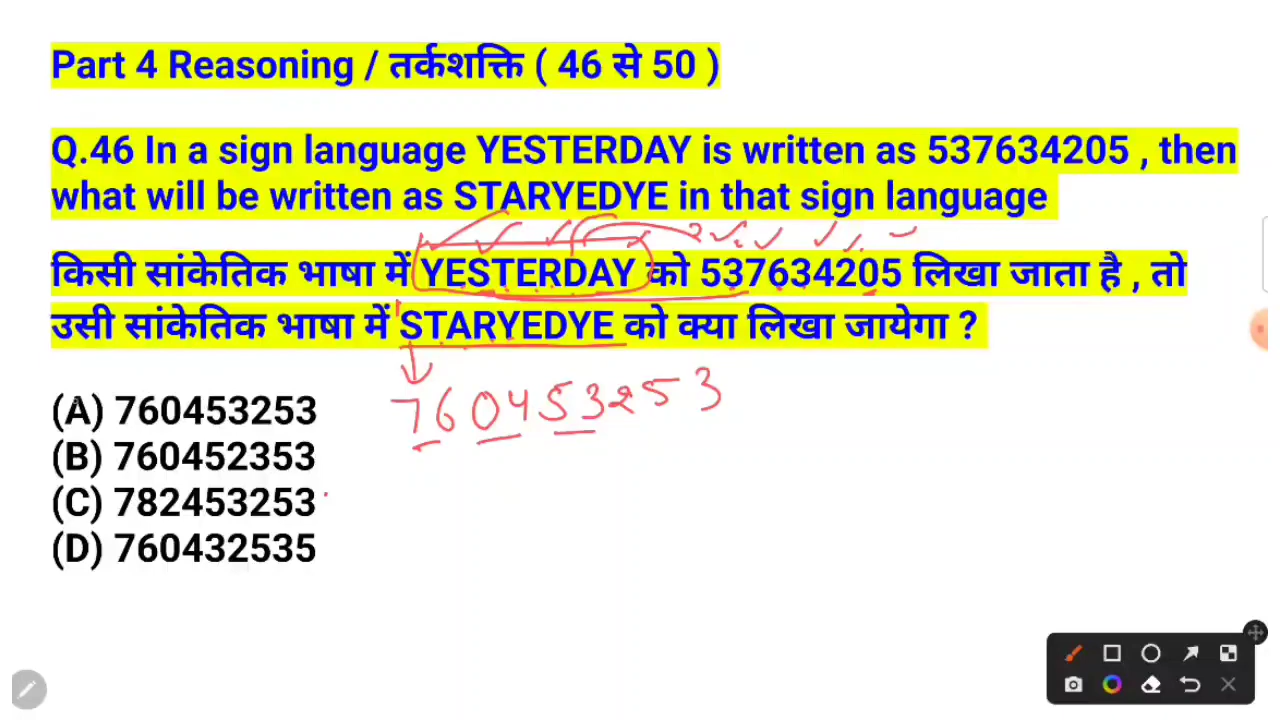 Part 4 Reasoning / तर्कशक्ति ( 46 से 50 )
Q.46 In a sign language YESTERDAY is written as 537634205 , then
what will be written as STARYEDYE in that sign language
किसी सांकेतिक भाषा में YESTERDAY को 537634205 लिखा जाता है , तो
उसी सांकेतिक भाषा में STARYEDYE को क्या लिखा जायेगा ?
760453253
(A) 760453253
(B) 760452353
(C) 782453253
(D) 760432535